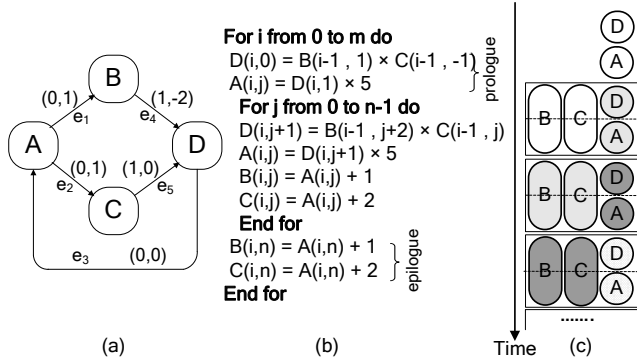 B
(0,1)
(1,-2)
e1
e4
A
D
(0,1)
(1,0)
e2
e5
C
e3
(0,0)
(a)
For i from 0 to m do
D(i,0) = B(i-1 , 1) × C(i-1 , -1)
A(i,j) = D(i,1) × 5
prologue
For j from 0 to n-1 do
D(i,j+1) = B(i-1 , j+2) × C(i-1 , j)
A(i,j) = D(i,j+1) × 5
B(i,j) = A(i,j) + 1
C(i,j) = A(i,j) + 2
End for
B(i,n) = A(i,n) + 1
C(i,n) = A(i,n) + 2
epilogue
End for
(b)
D
A
B C D
A
B C D
A
B C D
A
.......
Time
(c)